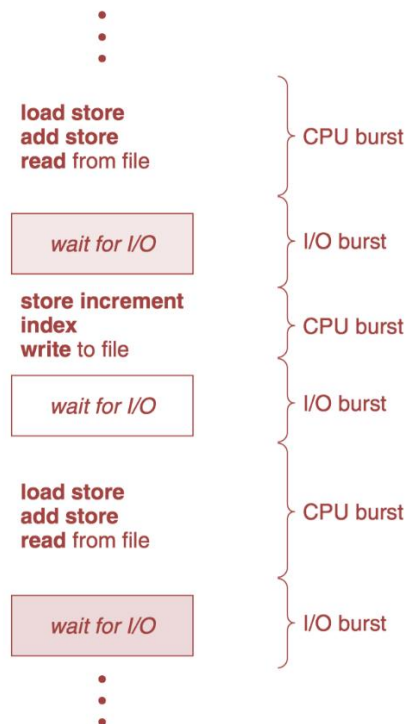 load store
add store
read from file
CPU burst
wait for I/O
I/O burst
store increment
index
write to file
CPU burst
wait for I/O
I/O burst
load store
add store
read from file
CPU burst
wait for I/O
I/O burst